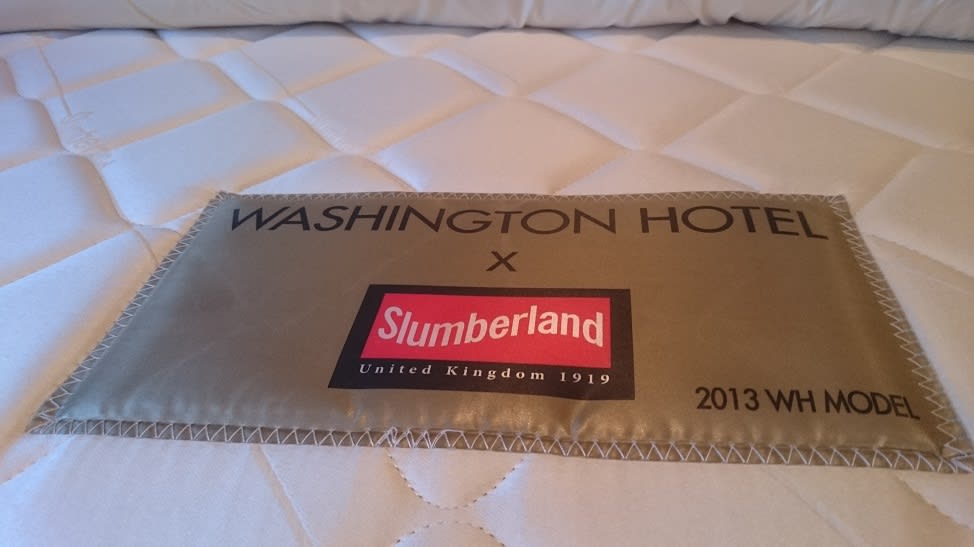 WASHINGTON HOTEL
X
Slumberland
United Kingdom 1919
2013 WH MODEL